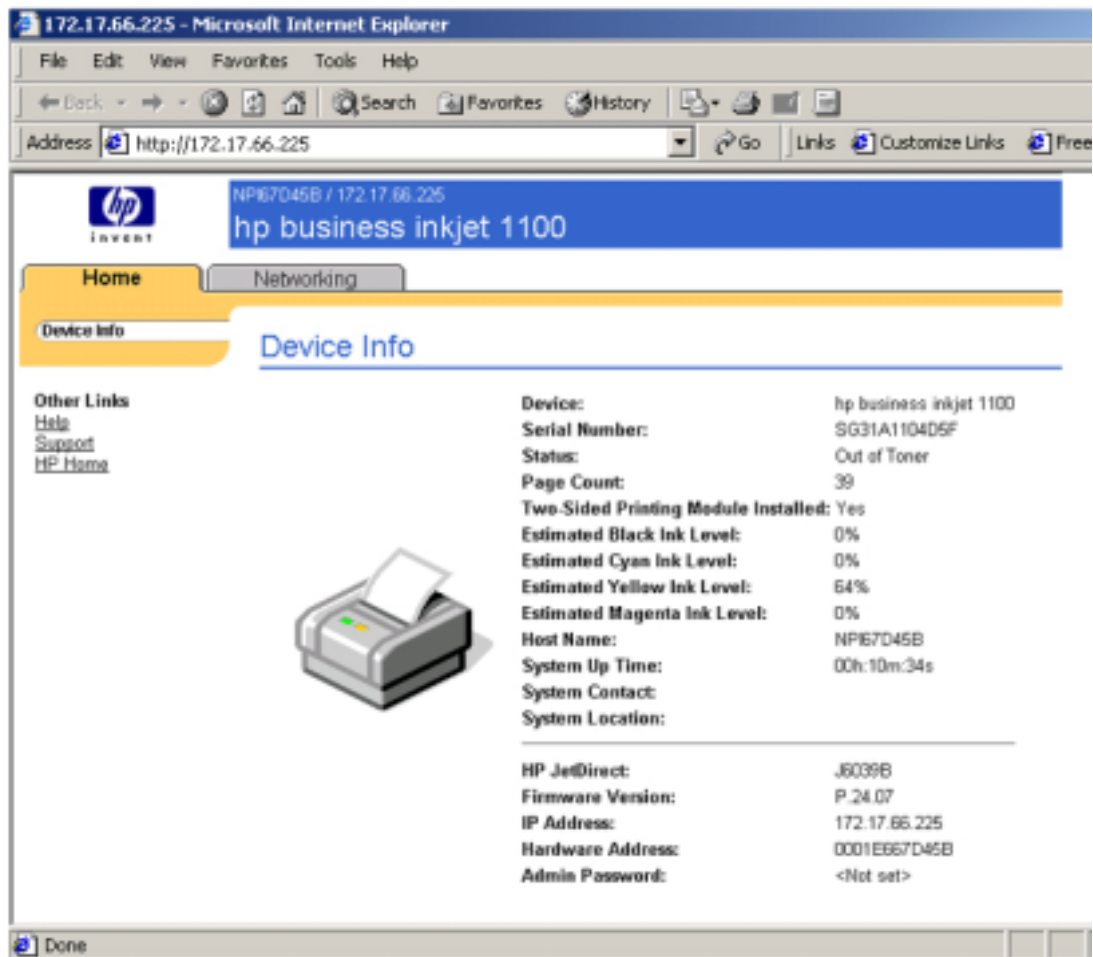 172.17.66.225 - Microsoft Internet Explorer
File Edit View Favorites Tools Help
Back Search Favorites History
Address http://172.17.66.225 Go Links Customize Links Free
hp
invent
NPI67D45B / 172.17.66.225
hp business inkjet 1100
Home Networking
Device Info
Device Info
Other Links
Help
Support
HP Home
Device: hp business inkjet 1100
Serial Number: SG31A1104D5F
Status: Out of Toner
Page Count: 39
Two-Sided Printing Module Installed: Yes
Estimated Black Ink Level: 0%
Estimated Cyan Ink Level: 0%
Estimated Yellow Ink Level: 64%
Estimated Magenta Ink Level: 0%
Host Name: NPI67D45B
System Up Time: 00h:10m:34s
System Contact:
System Location:
HP JetDirect: J6039B
Firmware Version: P.24.07
IP Address: 172.17.66.225
Hardware Address: 0001E667D45B
Admin Password: <Not set>
Done